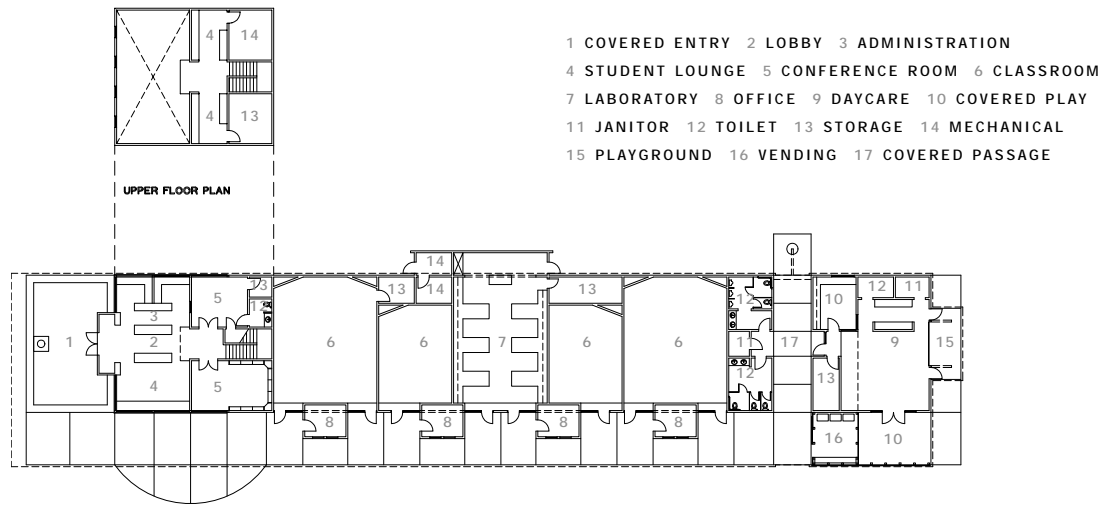 4 14
4 13
1 COVERED ENTRY 2 LOBBY 3 ADMINISTRATION
4 STUDENT LOUNGE 5 CONFERENCE ROOM 6 CLASSROOM
7 LABORATORY 8 OFFICE 9 DAYCARE 10 COVERED PLAY
11 JANITOR 12 TOILET 13 STORAGE 14 MECHANICAL
15 PLAYGROUND 16 VENDING 17 COVERED PASSAGE
UPPER FLOOR PLAN
14
13 13 14 13 12 12 11
5 10
3 12
1 2 6 6 7 6 6 11 17 9 15
4 5 12 13
8 8 8 8 16 10